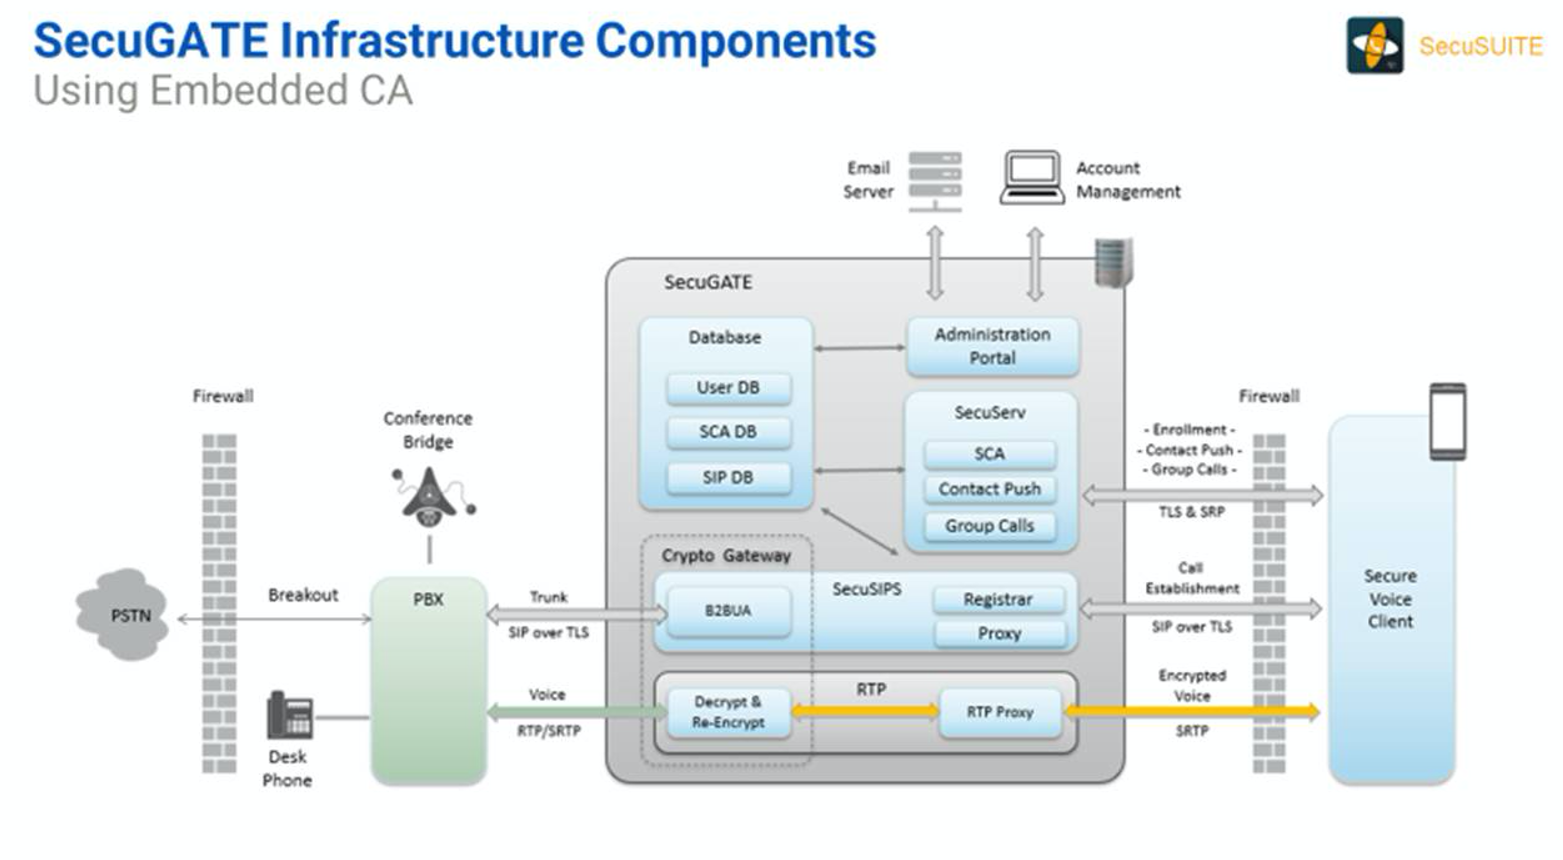 SecuGATE Infrastructure Components
Using Embedded CA
SecuSUITE
Email
Server
Account
Management
SecuGATE
Database
User DB
SCA DB
SIP DB
Administration
Portal
SecuServ
SCA
Contact Push
Group Calls
Firewall
Conference
Bridge
PSTN
Breakout
PBX
Desk
Phone
Trunk
SIP over TLS
Voice
RTP/SRTP
Crypto Gateway
B2BUA
SecuSIPS
Registrar
Proxy
RTP
Decrypt &
Re-Encrypt
RTP Proxy
Firewall
- Enrollment -
- Contact Push -
- Group Calls -
TLS & SRP
Call
Establishment
SIP over TLS
Encrypted
Voice
SRTP
Secure
Voice
Client